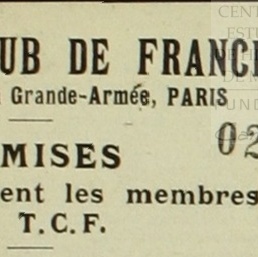 UB DE FRANC
Grande-Armée, PARIS
02
MISES
ent les membres
T.C.F.